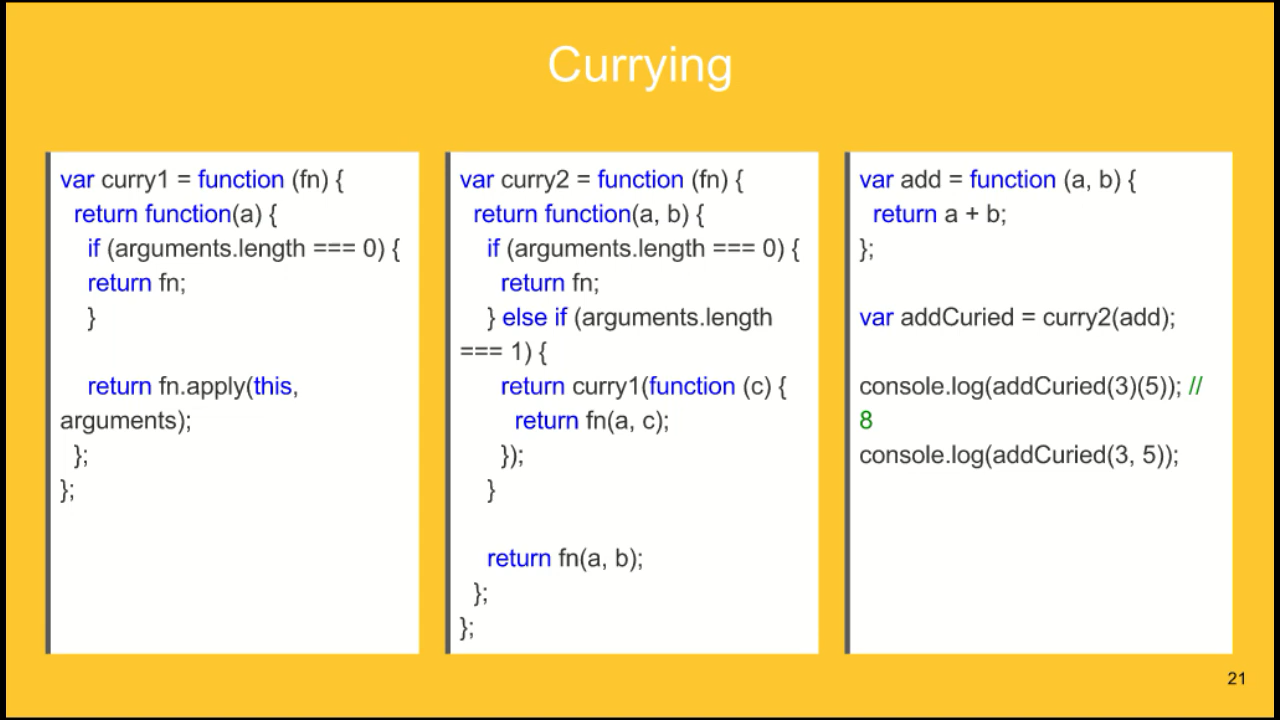 Currying
var curry1 = function (fn) {
return function(a) {
if (arguments.length === 0) {
return fn;
}
return fn.apply(this,
arguments);
};
};
var curry2 = function (fn) {
return function(a, b) {
if (arguments.length === 0) {
return fn;
} else if (arguments.length
=== 1) {
return curry1(function (c) {
return fn(a, c);
});
}
return fn(a, b);
};
};
var add = function (a, b) {
return a + b;
};
var addCuried = curry2(add);
console.log(addCuried(3)(5)); //
8
console.log(addCuried(3, 5));
21